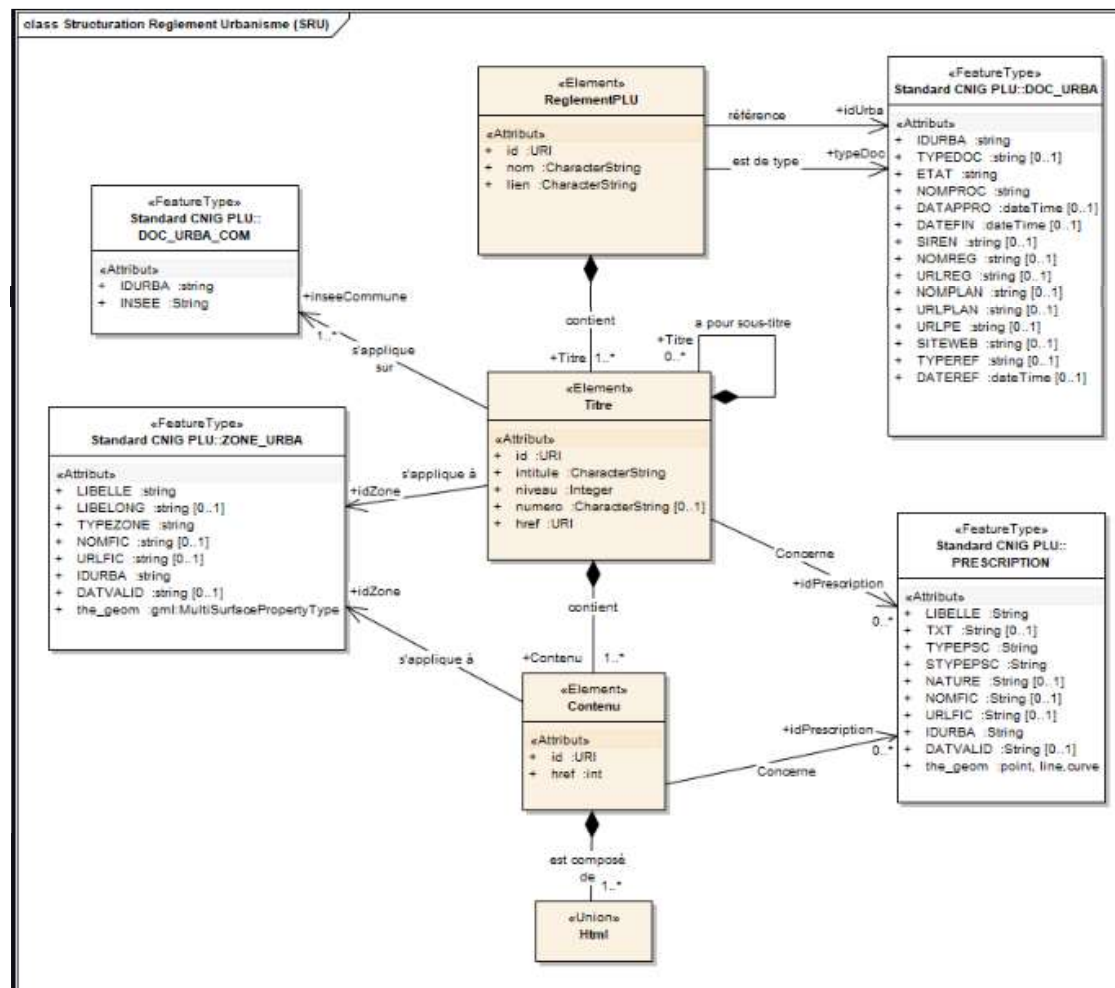 class Structuration Reglement Urbanisme (SRU)
«Element»
ReglementPLU
«Attribut»
+ id :URI
+ nom :CharacterString
+ lien :CharacterString
référence
+idUrba
est de type
+typeDoc
«FeatureType»
Standard CNIG PLU::DOC_URBA
«Attribut»
+ IDURBA :string
+ TYPEDOC :string [0..1]
+ ETAT :string
+ NOMPROC :string
+ DATAPPRO :dateTime [0..1]
+ DATEFIN :dateTime [0..1]
+ SIREN :string [0..1]
+ NOMREG :string [0..1]
+ URLREG :string [0..1]
+ NOMPLAN :string [0..1]
+ URLPLAN :string [0..1]
+ URLPE :string [0..1]
+ SITEWEB :string [0..1]
+ TYPEREF :string [0..1]
+ DATEREF :dateTime [0..1]
«FeatureType»
Standard CNIG PLU::
DOC_URBA_COM
«Attribut»
+ IDURBA :string
+ INSEE :String
+inseeCommune
1..*
s'applique
sur
contient
+Titre 1..*
a pour sous-titre
+Titre
0..*
«Element»
Titre
«Attribut»
+ id :URI
+ intitule :CharacterString
+ niveau :Integer
+ numero :CharacterString [0..1]
+ href :URI
«FeatureType»
Standard CNIG PLU::ZONE_URBA
«Attribut»
+ LIBELLE :string
+ LIBELONG :string [0..1]
+ TYPEZONE :string
+ NOMFIC :string [0..1]
+ URLFIC :string [0..1]
+ IDURBA :string
+ DATVALID :string [0..1]
+ the_geom :gml:MultiSurfacePropertyType
s'applique à
+idZone
+idZone
s'applique à
Concerne
+idPrescription
0..*
«FeatureType»
Standard CNIG PLU::
PRESCRIPTION
«Attribut»
+ LIBELLE :String
+ TXT :String [0..1]
+ TYPEPSC :String
+ STYPEPSC :String
+ NATURE :String [0..1]
+ NOMFIC :String [0..1]
+ URLFIC :String [0..1]
+ IDURBA :String
+ DATVALID :String [0..1]
+ the_geom :point, line,curve
contient
+Contenu 1..*
«Element»
Contenu
«Attribut»
+ id :URI
+ href :int
+idPrescription
0..*
Concerne
est composé
de
1..*
«Union»
Html